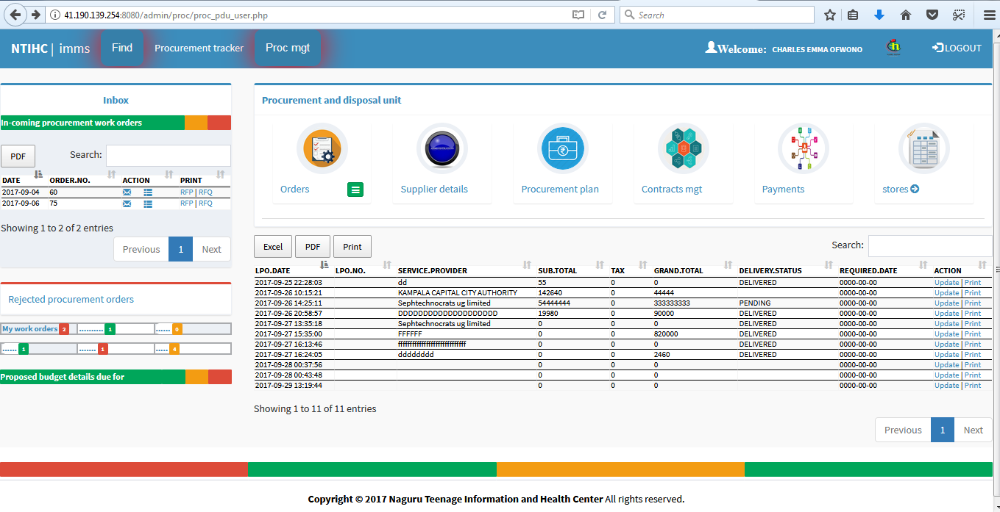 41.190.139.254:8080/admin/proc/proc_pdu_user.php
Search
NTIHC | imms Find Procurement tracker Proc mgt Welcome: CHARLES EMMA OFWONO LOGOUT
Inbox
In-coming procurement work orders
PDF Search:
DATE ORDER.NO. ACTION PRINT
2017-09-04 60 RFP | RFQ
2017-09-06 75 RFP | RFQ
Showing 1 to 2 of 2 entries
Previous 1 Next
Rejected procurement orders
My work orders 2 .......... 1 ...... 0
...... 1 ....... 1 ..... 4
Proposed budget details due for
Procurement and disposal unit
Orders Supplier details Procurement plan Contracts mgt Payments stores
Excel PDF Print Search:
LPO.DATE LPO.NO. SERVICE.PROVIDER SUB.TOTAL TAX GRAND.TOTAL DELIVERY.STATUS REQUIRED.DATE ACTION
2017-09-25 22:28:03 dd 55 0 0 DELIVERED 0000-00-00 Update | Print
2017-09-26 10:15:21 KAMPALA CAPITAL CITY AUTHORITY 142640 0 44444 0000-00-00 Update | Print
2017-09-26 14:25:11 Sephtechnocrats ug limited 54444444 0 333333333 PENDING 0000-00-00 Update | Print
2017-09-26 20:58:57 DDDDDDDDDDDDDDDDDDDD 19980 0 90000 DELIVERED 0000-00-00 Update | Print
2017-09-27 13:35:18 Sephtechnocrats ug limited 0 0 0 DELIVERED 0000-00-00 Update | Print
2017-09-27 15:35:00 FFFFFF 0 0 820000 DELIVERED 0000-00-00 Update | Print
2017-09-27 16:13:46 ffffffffffffffffffffffffffffff 0 0 0 DELIVERED 0000-00-00 Update | Print
2017-09-27 16:24:05 dddddddd 0 0 2460 DELIVERED 0000-00-00 Update | Print
2017-09-28 00:37:56 0 0 0 0000-00-00 Update | Print
2017-09-28 00:43:48 0 0 0 0000-00-00 Update | Print
2017-09-29 13:19:44 0 0 0 0000-00-00 Update | Print
Showing 1 to 11 of 11 entries
Previous 1 Next
Copyright © 2017 Naguru Teenage Information and Health Center All rights reserved.